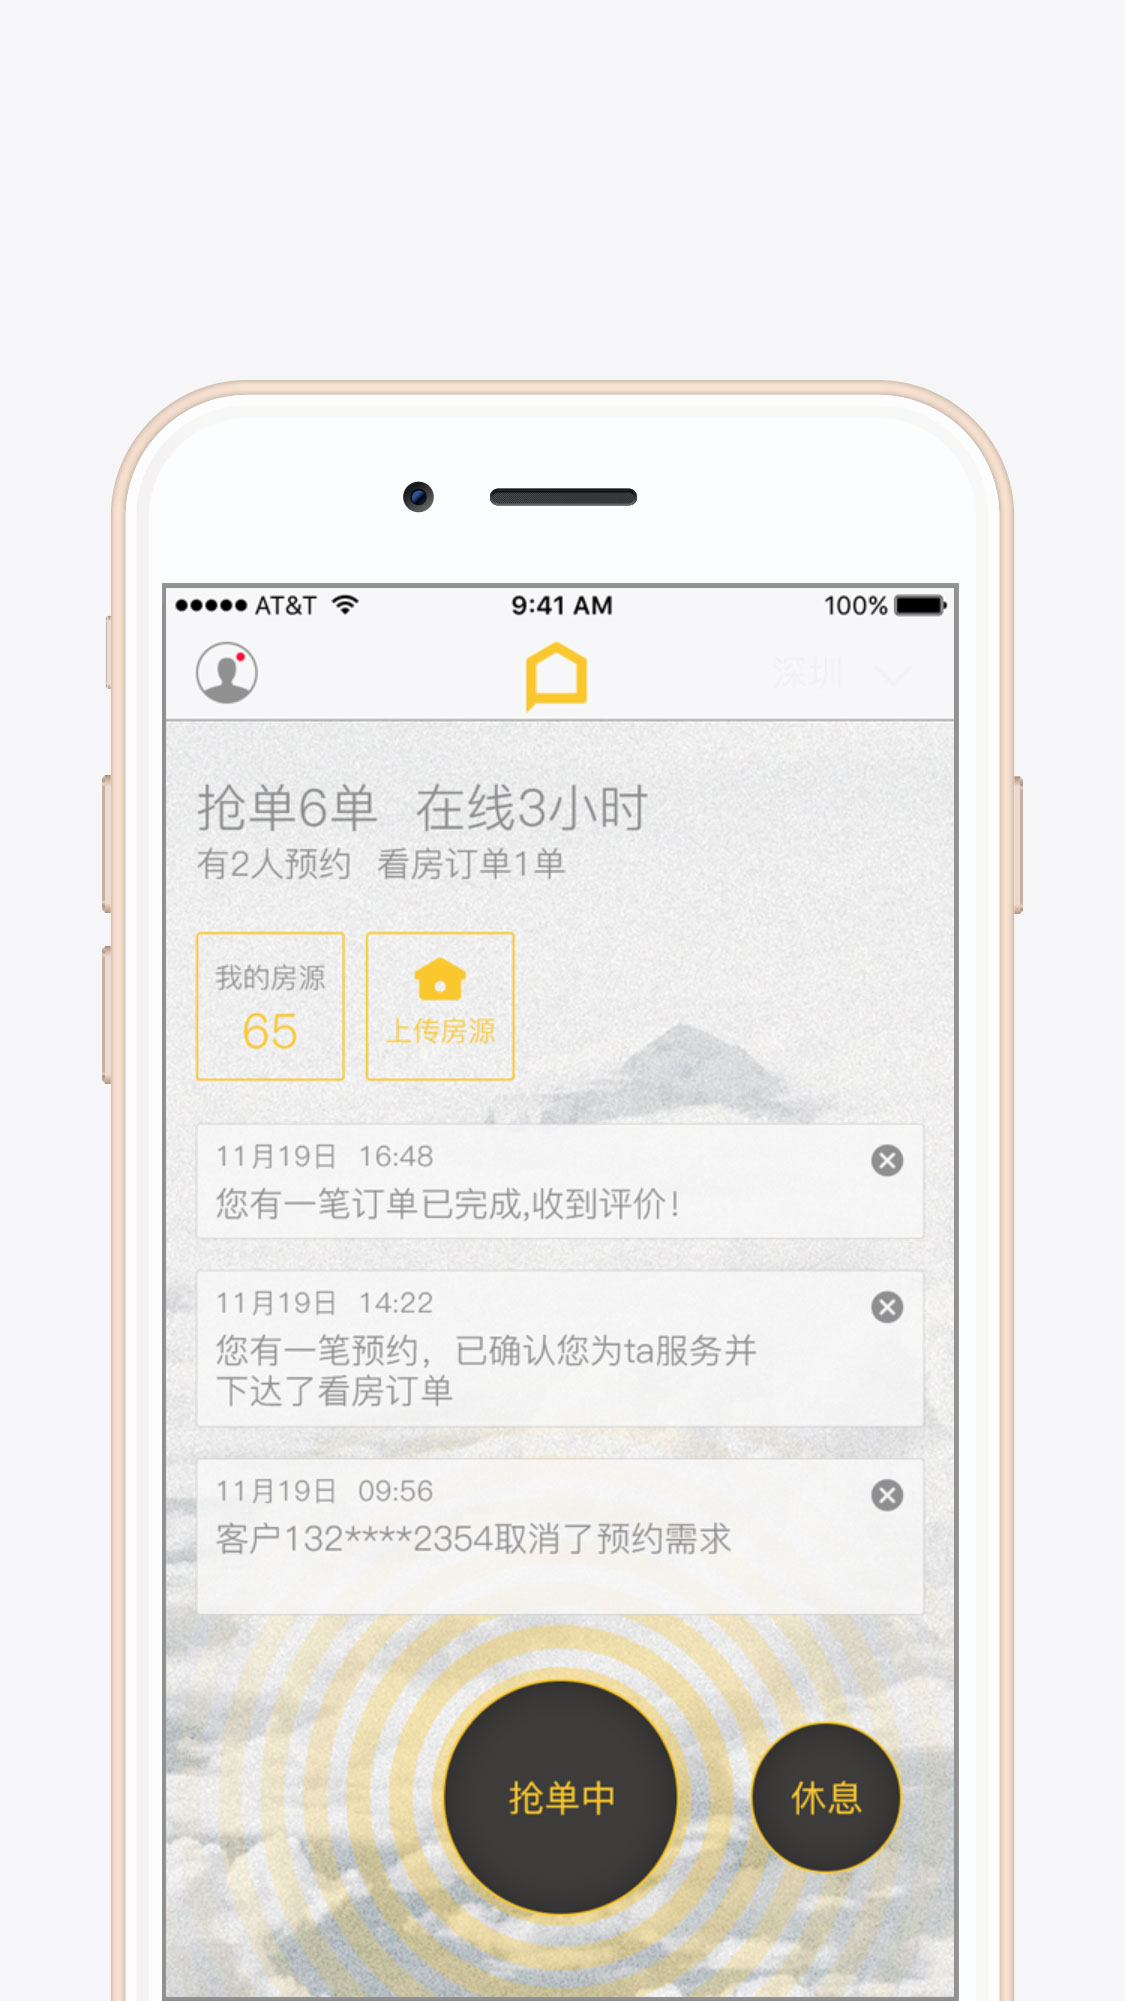 AT&T 9:41 AM 100%
深圳
抢单6单 在线3小时
有2人预约 看房订单1单
我的房源
65
上传房源
11月19日 16:48
您有一笔订单已完成,收到评价!
11月19日 14:22
您有一笔预约，已确认您为ta服务并
下达了看房订单
11月19日 09:56
客户132****2354取消了预约需求
抢单中
休息